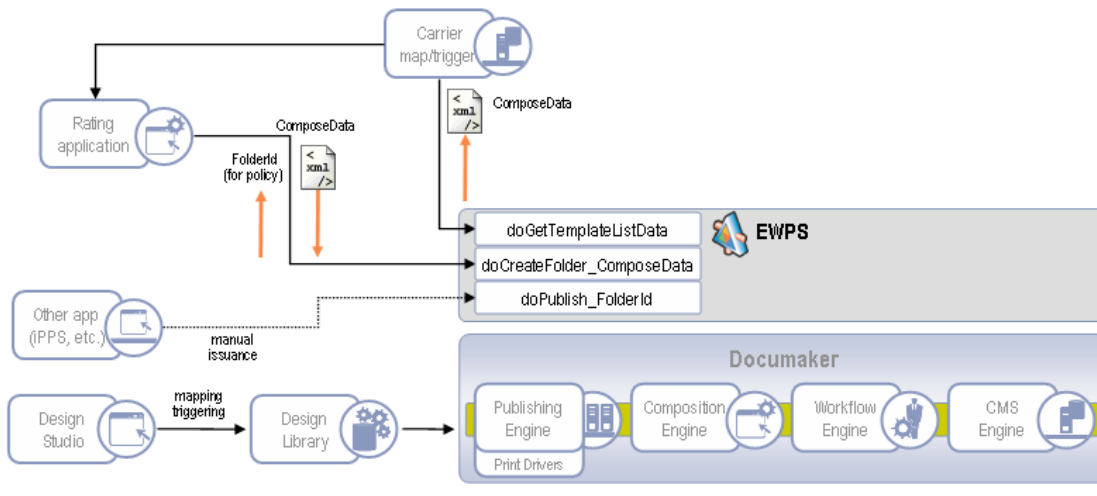 Carrier
map/trigger
<
xml
/>
ComposeData
Rating
application
ComposeData
<
xml
/>
FolderId
(for policy)
doGetTemplateListData
EWPS
doCreateFolder_ComposeData
doPublish_FolderId
Other app
(iPPS, etc.)
manual
issuance
Documaker
Design
Studio
mapping
triggering
Design
Library
Publishing
Engine
Print Drivers
Composition
Engine
Workflow
Engine
CMS
Engine